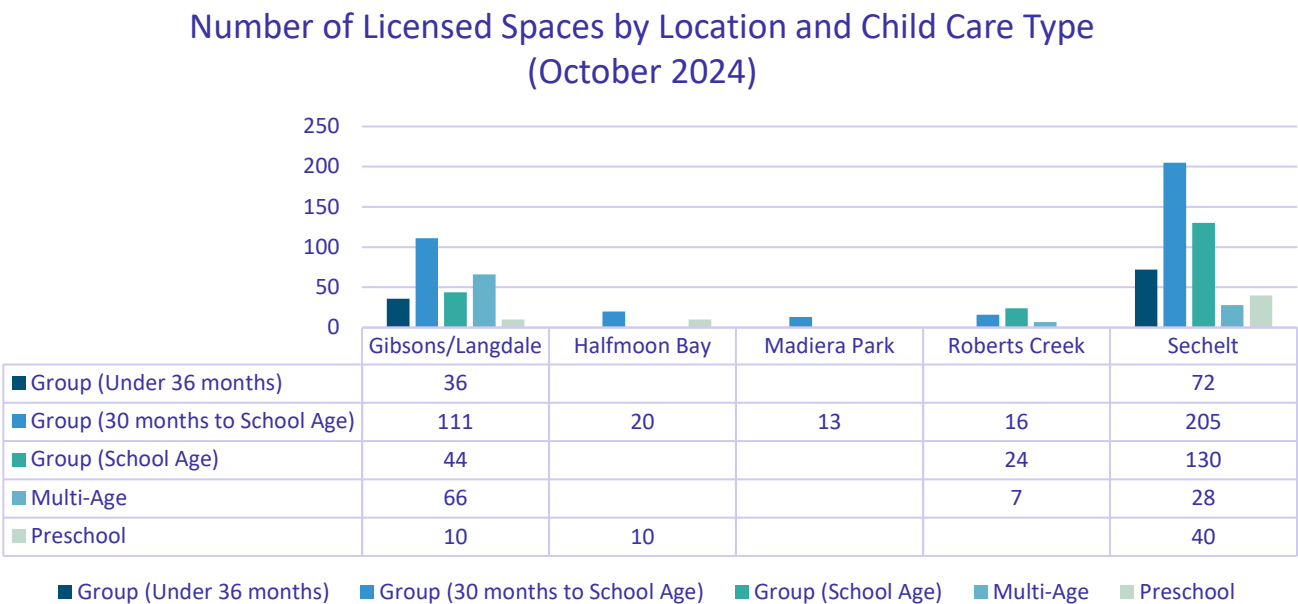 Number of Licensed Spaces by Location and Child Care Type
(October 2024)
250
200
150
100
50
0
Gibsons/Langdale Halfmoon Bay Madiera Park Roberts Creek Sechelt
Group (Under 36 months) 36 72
Group (30 months to School Age) 111 20 13 16 205
Group (School Age) 44 24 130
Multi-Age 66 7 28
Preschool 10 10 40
Group (Under 36 months) Group (30 months to School Age) Group (School Age) Multi-Age Preschool